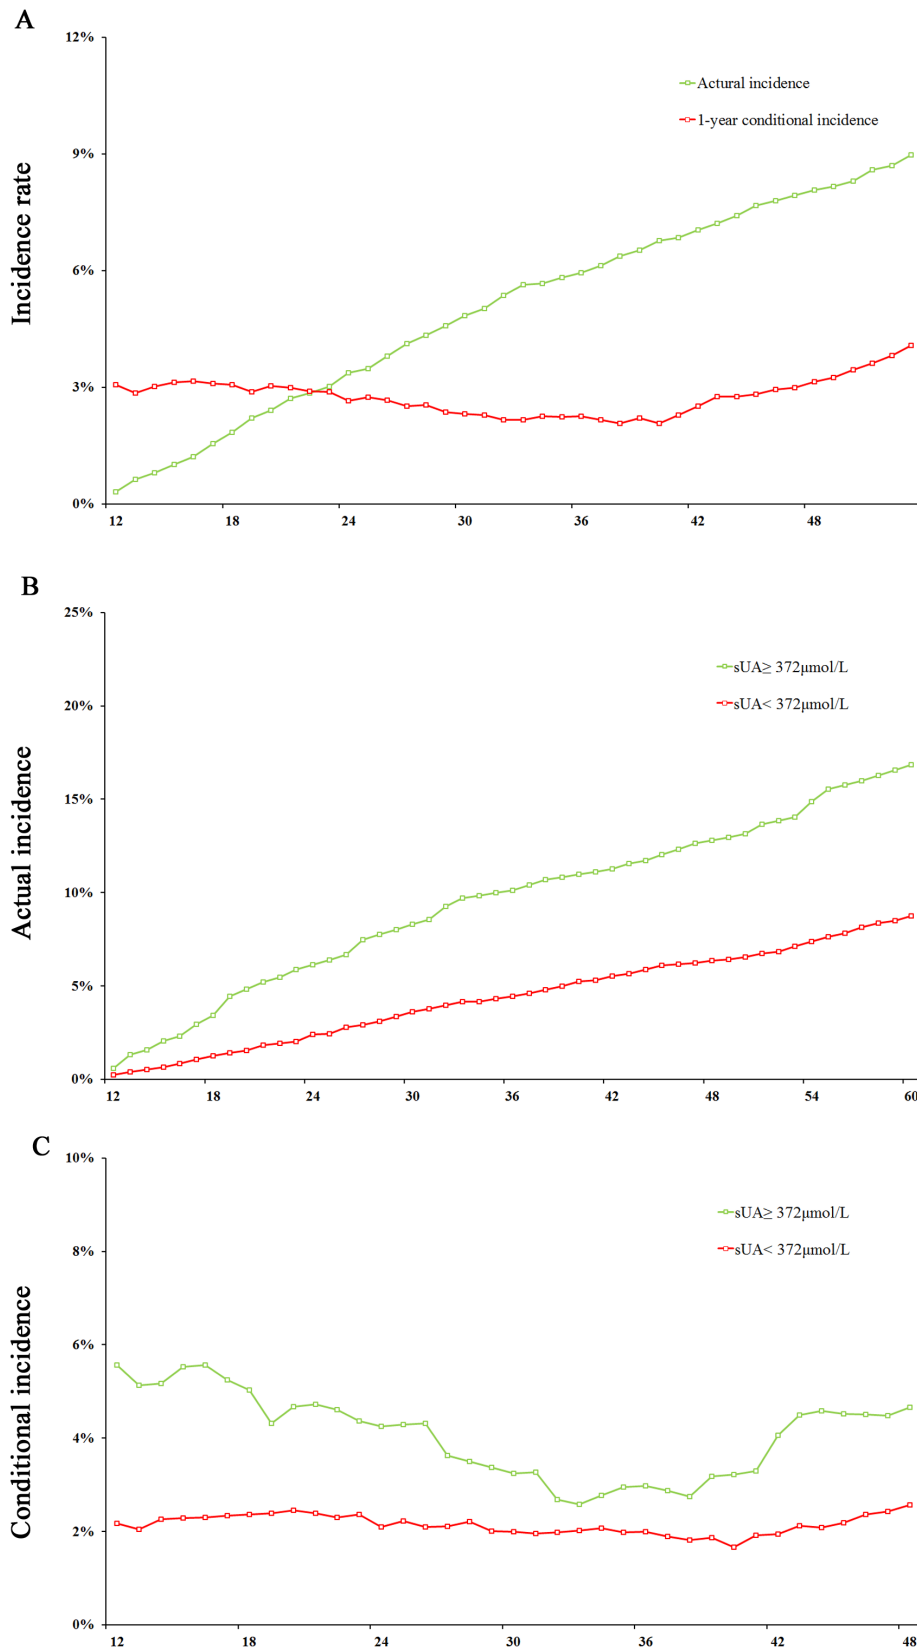 A
12%
9%
6%
3%
0%
Incidence rate
Actural incidence
1-year conditional incidence
12 18 24 30 36 42 48
B
25%
20%
15%
10%
5%
0%
Actual incidence
sUA≥ 372μmol/L
sUA< 372μmol/L
12 18 24 30 36 42 48 54 60
C
10%
8%
6%
4%
2%
0%
Conditional incidence
sUA≥ 372μmol/L
sUA< 372μmol/L
12 18 24 30 36 42 48